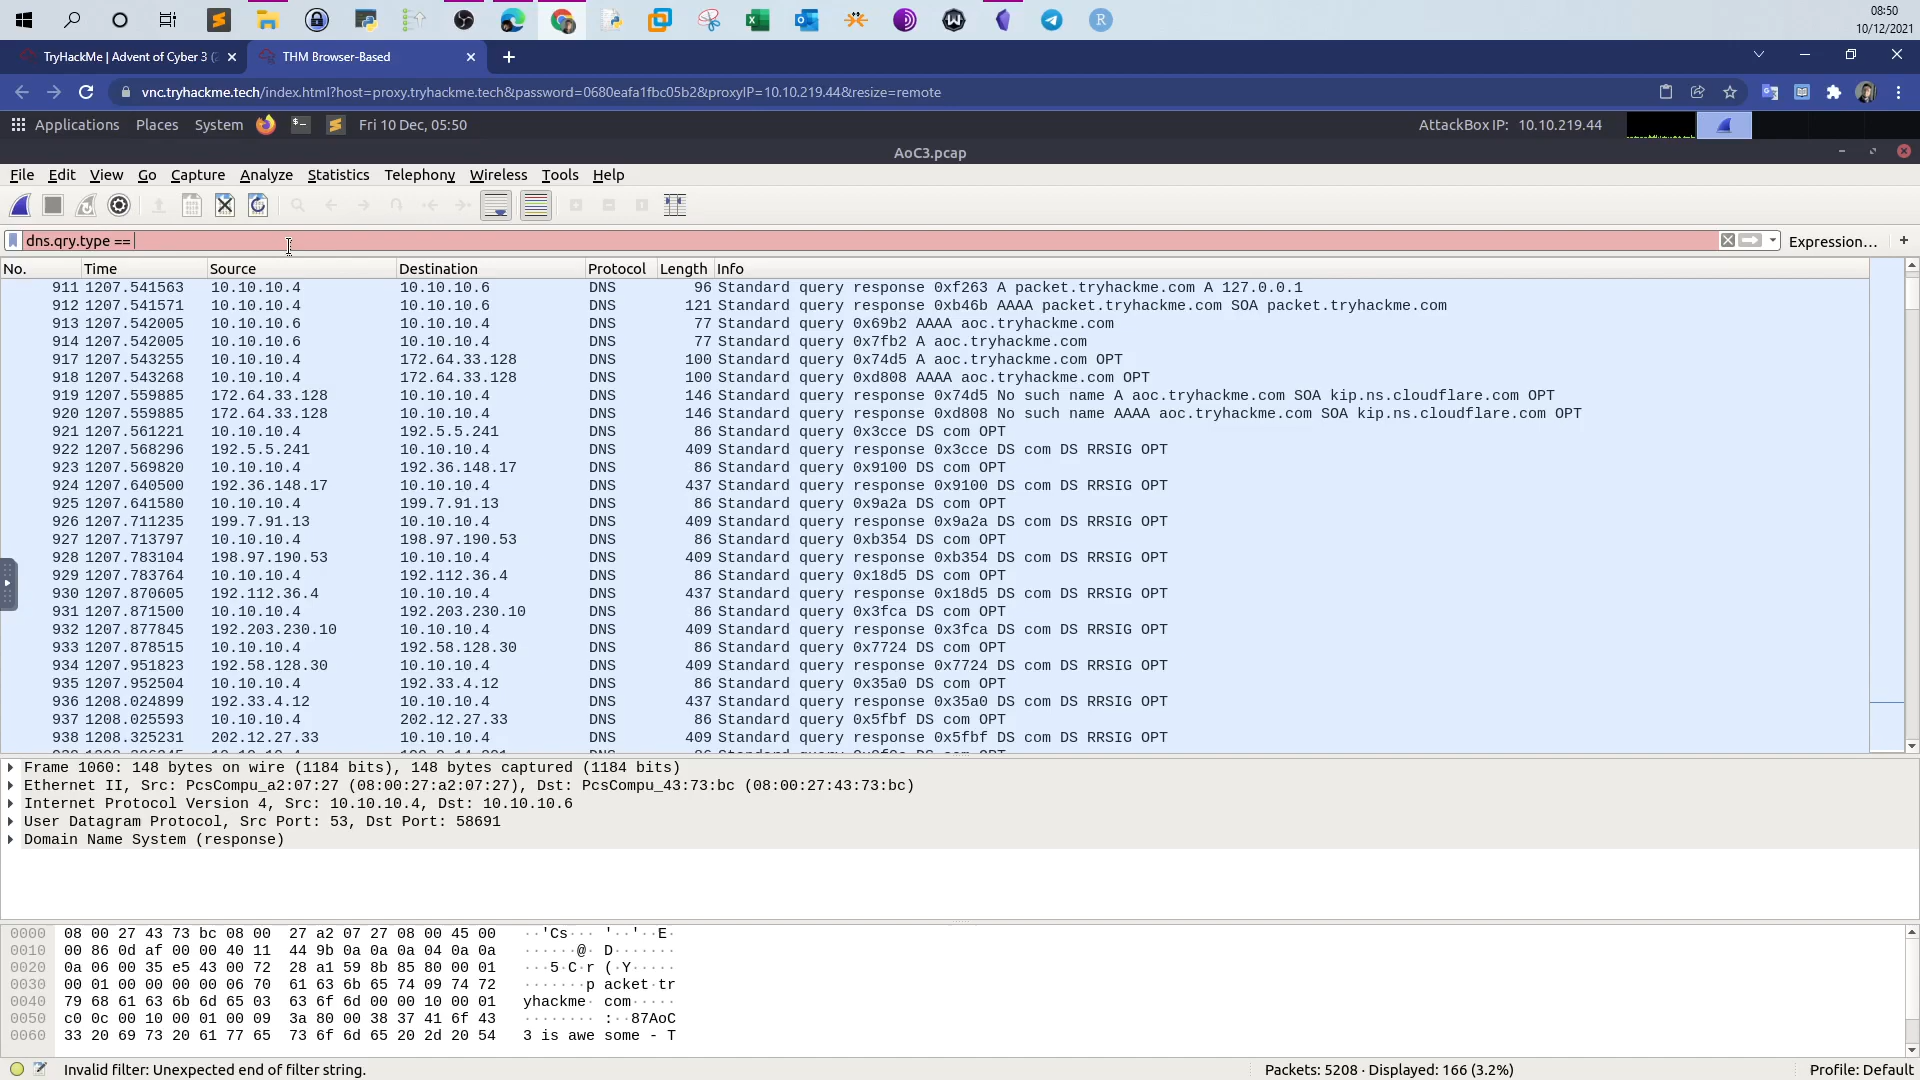 08:50
10/12/2021
TryHackMe | Advent of Cyber 3 (
THM Browser-Based
vnc.tryhackme.tech/index.html?host=proxy.tryhackme.tech&password=0680eafa1fbc05b2&proxyIP=10.10.219.44&resize=remote
Applications Places System Fri 10 Dec, 05:50 AttackBox IP: 10.10.219.44
AoC3.pcap
File Edit View Go Capture Analyze Statistics Telephony Wireless Tools Help
dns.qry.type == Expression… +
No. Time Source Destination Protocol Length Info
911 1207.541563 10.10.10.4 10.10.10.6 DNS 96 Standard query response 0xf263 A packet.tryhackme.com A 127.0.0.1
912 1207.541571 10.10.10.4 10.10.10.6 DNS 121 Standard query response 0xb46b AAAA packet.tryhackme.com SOA packet.tryhackme.com
913 1207.542005 10.10.10.6 10.10.10.4 DNS 77 Standard query 0x69b2 AAAA aoc.tryhackme.com
914 1207.542005 10.10.10.6 10.10.10.4 DNS 77 Standard query 0x7fb2 A aoc.tryhackme.com
917 1207.543255 10.10.10.4 172.64.33.128 DNS 100 Standard query 0x74d5 A aoc.tryhackme.com OPT
918 1207.543268 10.10.10.4 172.64.33.128 DNS 100 Standard query 0xd808 AAAA aoc.tryhackme.com OPT
919 1207.559885 172.64.33.128 10.10.10.4 DNS 146 Standard query response 0x74d5 No such name A aoc.tryhackme.com SOA kip.ns.cloudflare.com OPT
920 1207.559885 172.64.33.128 10.10.10.4 DNS 146 Standard query response 0xd808 No such name AAAA aoc.tryhackme.com SOA kip.ns.cloudflare.com OPT
921 1207.561221 10.10.10.4 192.5.5.241 DNS 86 Standard query 0x3cce DS com OPT
922 1207.568296 192.5.5.241 10.10.10.4 DNS 409 Standard query response 0x3cce DS com DS RRSIG OPT
923 1207.569820 10.10.10.4 192.36.148.17 DNS 86 Standard query 0x9100 DS com OPT
924 1207.640500 192.36.148.17 10.10.10.4 DNS 437 Standard query response 0x9100 DS com DS RRSIG OPT
925 1207.641580 10.10.10.4 199.7.91.13 DNS 86 Standard query 0x9a2a DS com OPT
926 1207.711235 199.7.91.13 10.10.10.4 DNS 409 Standard query response 0x9a2a DS com DS RRSIG OPT
927 1207.713797 10.10.10.4 198.97.190.53 DNS 86 Standard query 0xb354 DS com OPT
928 1207.783104 198.97.190.53 10.10.10.4 DNS 409 Standard query response 0xb354 DS com DS RRSIG OPT
929 1207.783764 10.10.10.4 192.112.36.4 DNS 86 Standard query 0x18d5 DS com OPT
930 1207.870605 192.112.36.4 10.10.10.4 DNS 437 Standard query response 0x18d5 DS com DS RRSIG OPT
931 1207.871500 10.10.10.4 192.203.230.10 DNS 86 Standard query 0x3fca DS com OPT
932 1207.877845 192.203.230.10 10.10.10.4 DNS 409 Standard query response 0x3fca DS com DS RRSIG OPT
933 1207.878515 10.10.10.4 192.58.128.30 DNS 86 Standard query 0x7724 DS com OPT
934 1207.951823 192.58.128.30 10.10.10.4 DNS 409 Standard query response 0x7724 DS com DS RRSIG OPT
935 1207.952504 10.10.10.4 192.33.4.12 DNS 86 Standard query 0x35a0 DS com OPT
936 1208.024899 192.33.4.12 10.10.10.4 DNS 437 Standard query response 0x35a0 DS com DS RRSIG OPT
937 1208.025593 10.10.10.4 202.12.27.33 DNS 86 Standard query 0x5fbf DS com OPT
938 1208.325231 202.12.27.33 10.10.10.4 DNS 409 Standard query response 0x5fbf DS com DS RRSIG OPT
Frame 1060: 148 bytes on wire (1184 bits), 148 bytes captured (1184 bits)
Ethernet II, Src: PcsCompu_a2:07:27 (08:00:27:a2:07:27), Dst: PcsCompu_43:73:bc (08:00:27:43:73:bc)
Internet Protocol Version 4, Src: 10.10.10.4, Dst: 10.10.10.6
User Datagram Protocol, Src Port: 53, Dst Port: 58691
Domain Name System (response)
0000 08 00 27 43 73 bc 08 00 27 a2 07 27 08 00 45 00 ··'Cs··· '··'··E·
0010 00 86 0d af 00 00 40 11 44 9b 0a 0a 0a 04 0a 0a ······@· D·······
0020 0a 06 00 35 e5 43 00 72 28 a1 59 8b 85 80 00 01 ···5·C·r (·Y·····
0030 00 01 00 00 00 00 06 70 61 63 6b 65 74 09 74 72 ·······p acket·tr
0040 79 68 61 63 6b 6d 65 03 63 6f 6d 00 00 10 00 01 yhackme· com·····
0050 c0 0c 00 10 00 01 00 09 3a 80 00 38 37 41 6f 43 ········ :··87AoC
0060 33 20 69 73 20 61 77 65 73 6f 6d 65 20 2d 20 54 3 is awe some - T
Invalid filter: Unexpected end of filter string. Packets: 5208 · Displayed: 166 (3.2%) Profile: Default